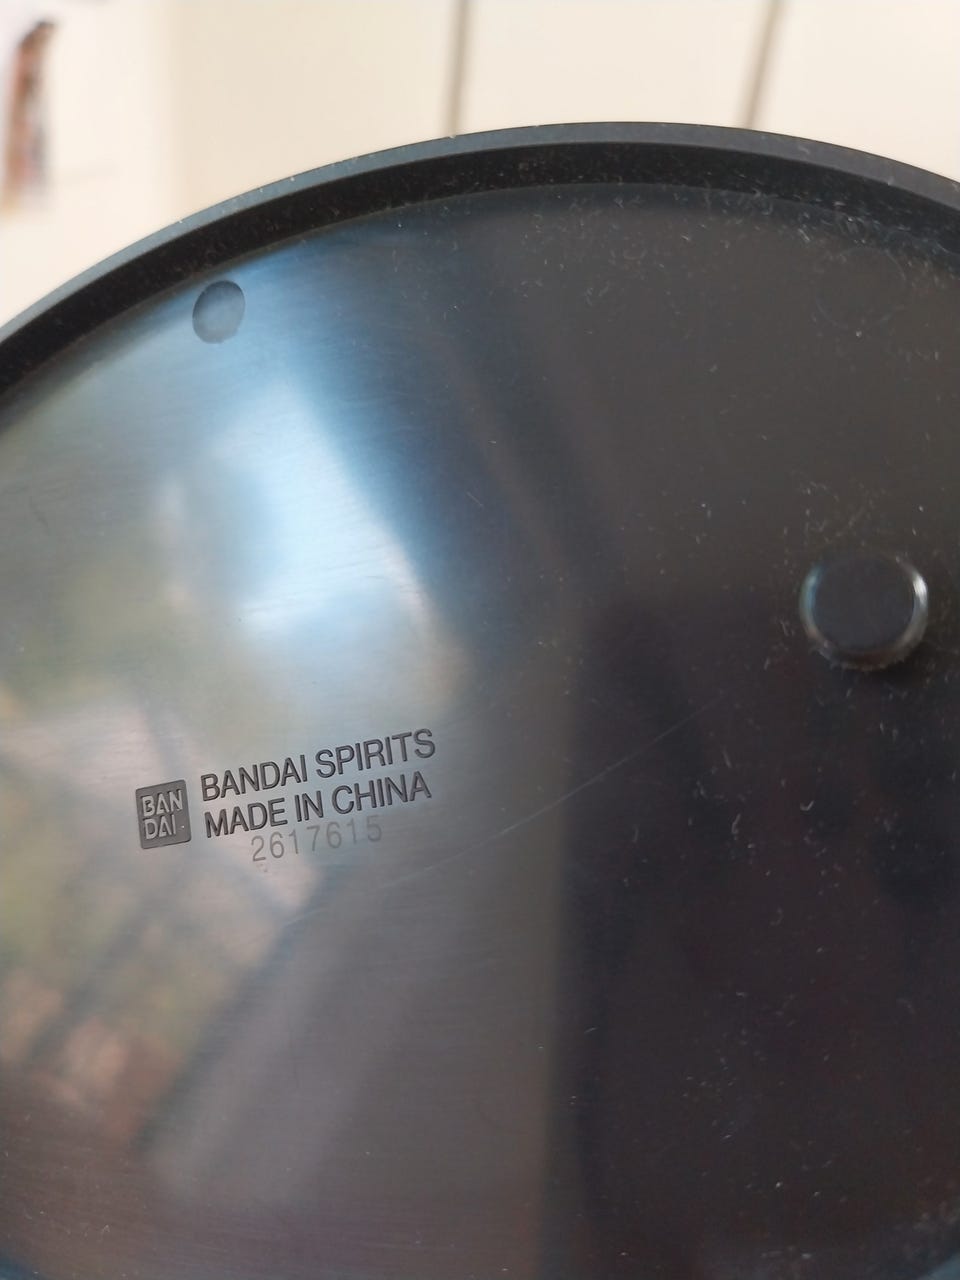 BAN
DAI
BANDAI SPIRITS
MADE IN CHINA
2617615